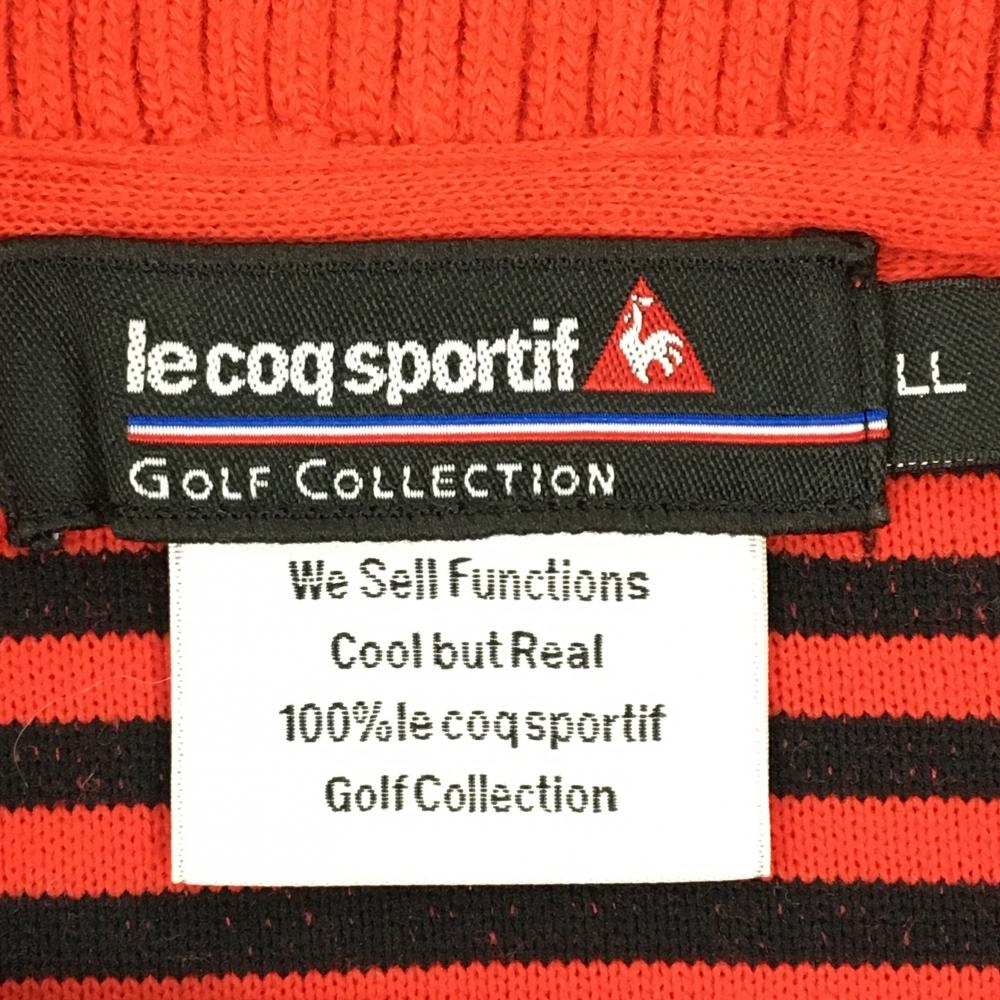 le coq sportif
LL
GOLF COLLECTION
We Sell Functions
Cool but Real
100% le coq sportif
Golf Collection